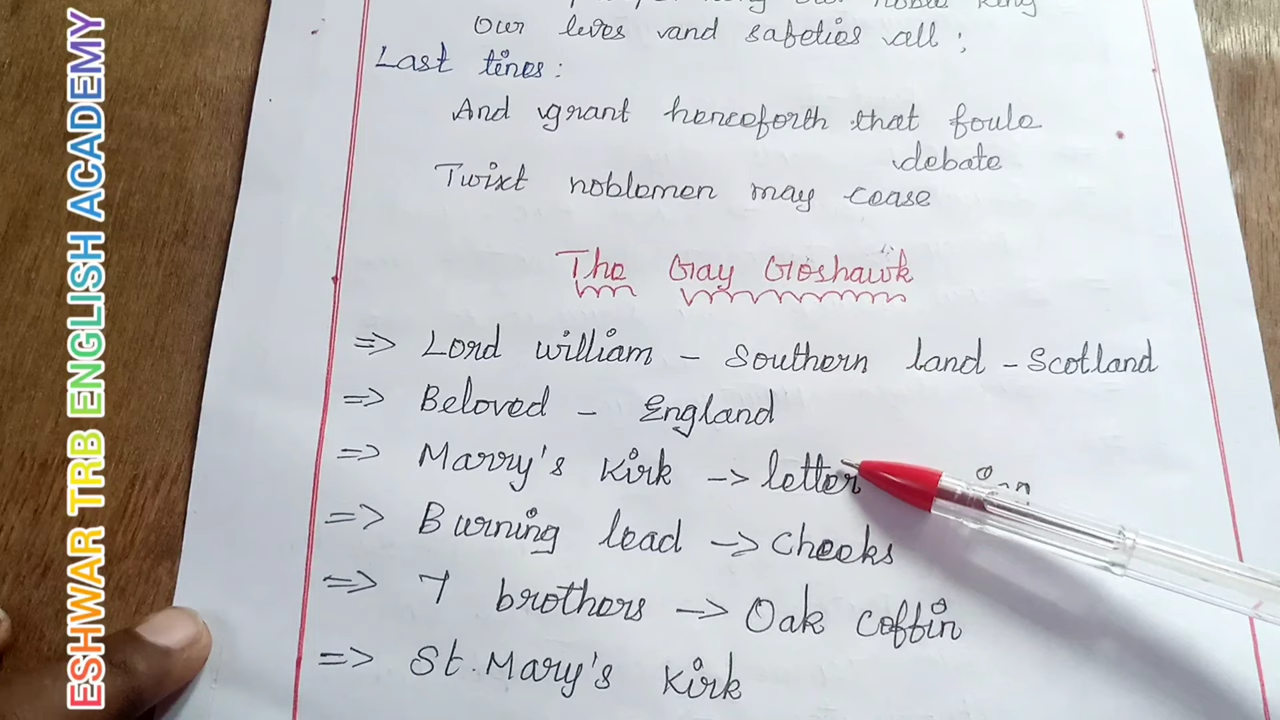 noble king
Our lives and safeties all ;
Last lines :
And grant henceforth that foule
debate
Twixt noblemen may cease
The Gay Goshawk
=> Lord william - Southern land - Scotland
=> Beloved - England
=> Marry's Kirk -> letter
=> Burning lead -> cheeks
=> 7 brothers -> Oak coffin
=> St. Mary's Kirk
ESHWAR TRB ENGLISH ACADEMY